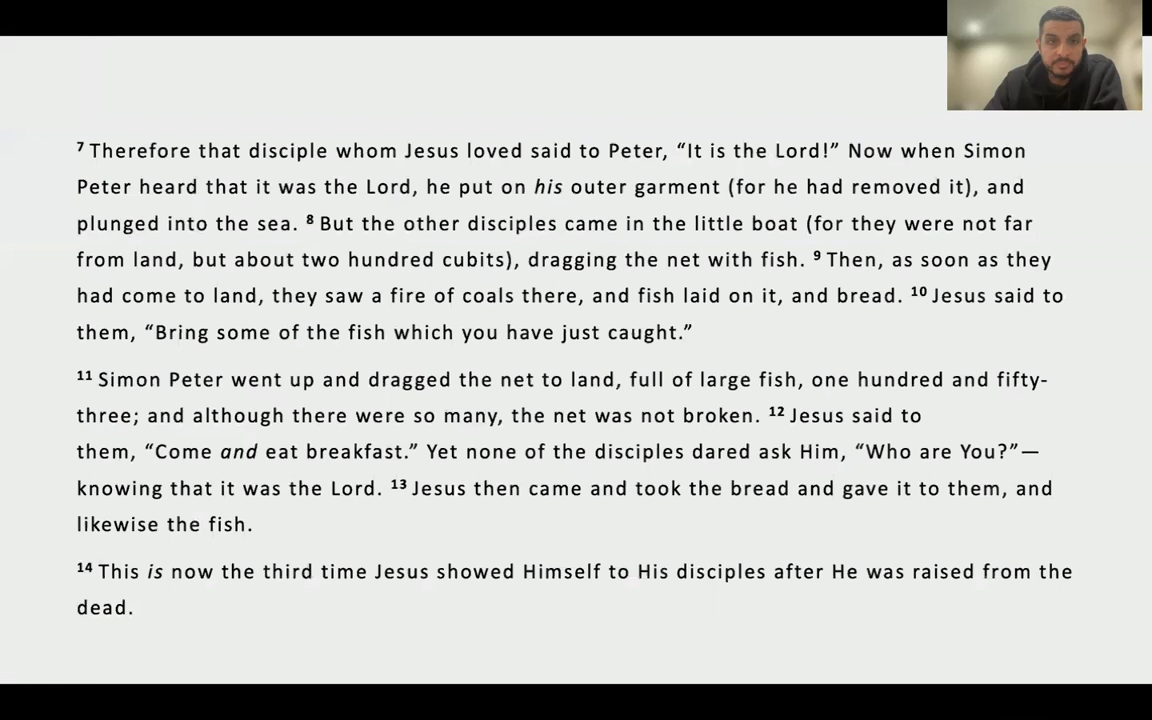 7 Therefore that disciple whom Jesus loved said to Peter, “It is the Lord!” Now when Simon
Peter heard that it was the Lord, he put on his outer garment (for he had removed it), and
plunged into the sea. 8 But the other disciples came in the little boat (for they were not far
from land, but about two hundred cubits), dragging the net with fish. 9 Then, as soon as they
had come to land, they saw a fire of coals there, and fish laid on it, and bread. 10 Jesus said to
them, “Bring some of the fish which you have just caught.”
11 Simon Peter went up and dragged the net to land, full of large fish, one hundred and fifty-
three; and although there were so many, the net was not broken. 12 Jesus said to
them, “Come and eat breakfast.” Yet none of the disciples dared ask Him, “Who are You?”—
knowing that it was the Lord. 13 Jesus then came and took the bread and gave it to them, and
likewise the fish.
14 This is now the third time Jesus showed Himself to His disciples after He was raised from the
dead.